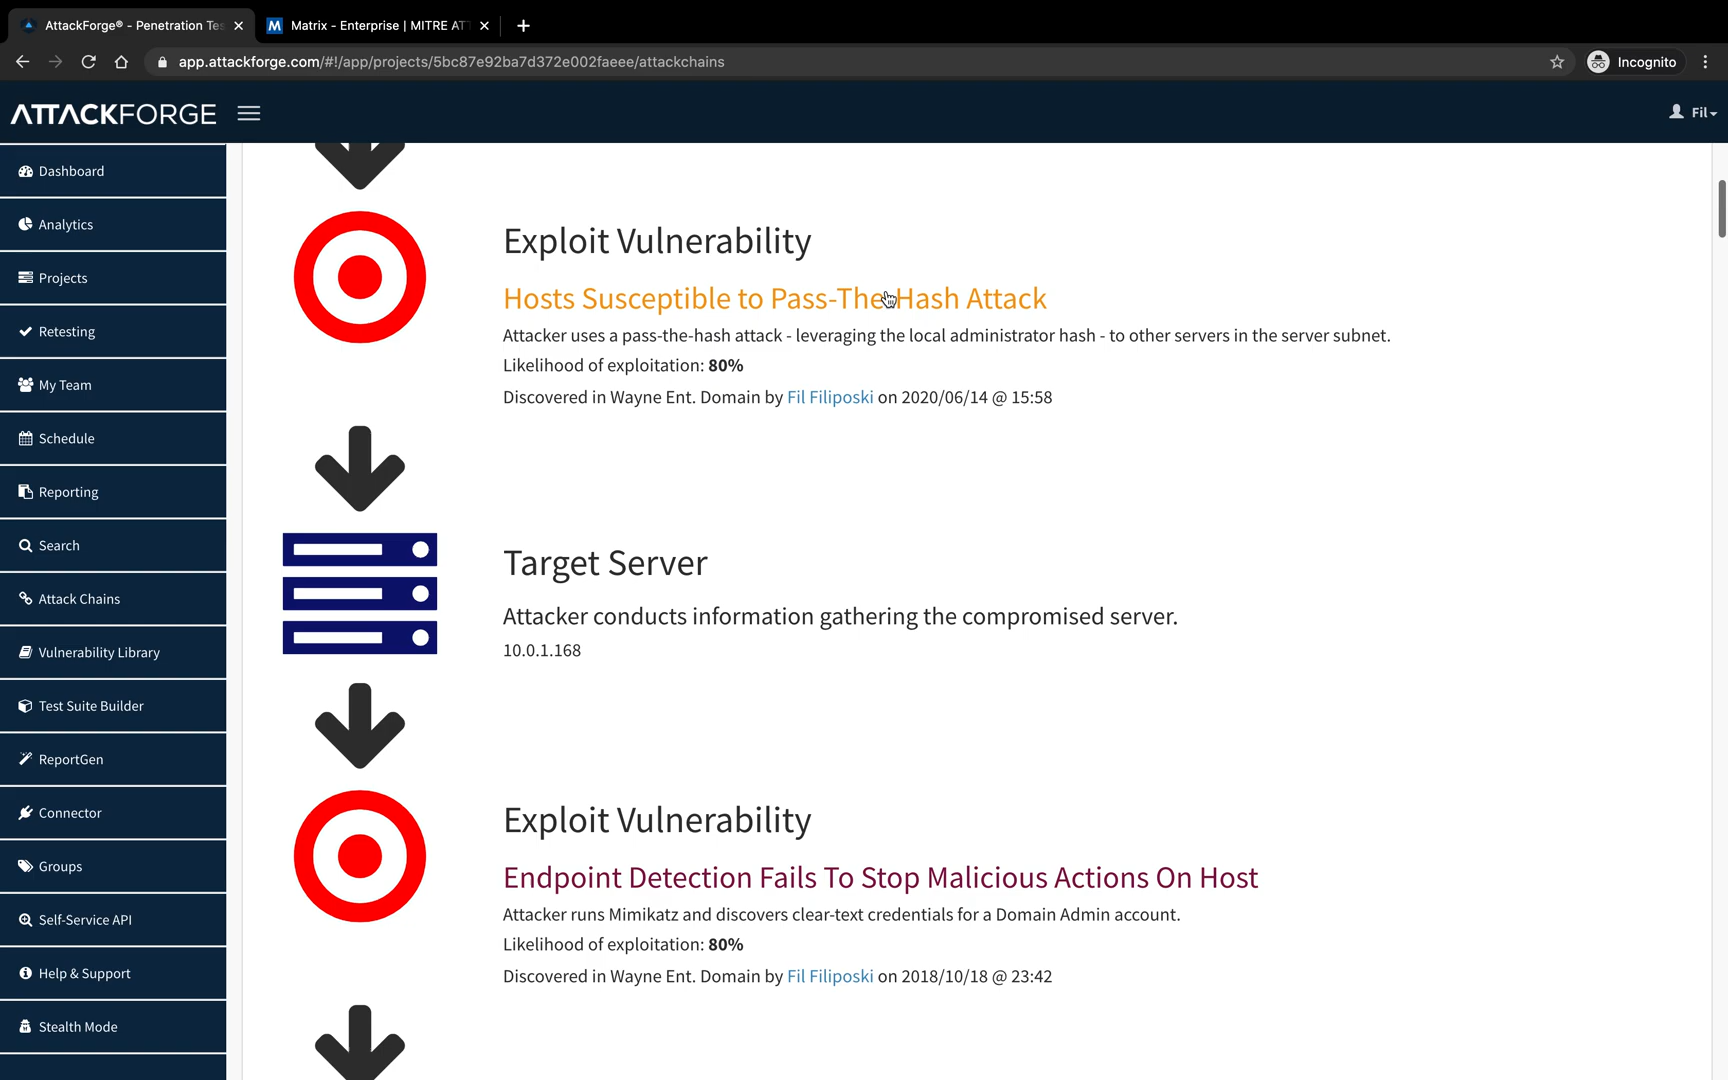 AttackForge® - Penetration Tes
Matrix - Enterprise | MITRE AT
app.attackforge.com/#!/app/projects/5bc87e92ba7d372e002faeee/attackchains
Incognito
ATTACKFORGE
Fil
Dashboard
Analytics
Projects
Retesting
My Team
Schedule
Reporting
Search
Attack Chains
Vulnerability Library
Test Suite Builder
ReportGen
Connector
Groups
Self-Service API
Help & Support
Stealth Mode
Exploit Vulnerability
Hosts Susceptible to Pass-The-Hash Attack
Attacker uses a pass-the-hash attack - leveraging the local administrator hash - to other servers in the server subnet.
Likelihood of exploitation: 80%
Discovered in Wayne Ent. Domain by Fil Filiposki on 2020/06/14 @ 15:58
Target Server
Attacker conducts information gathering the compromised server.
10.0.1.168
Exploit Vulnerability
Endpoint Detection Fails To Stop Malicious Actions On Host
Attacker runs Mimikatz and discovers clear-text credentials for a Domain Admin account.
Likelihood of exploitation: 80%
Discovered in Wayne Ent. Domain by Fil Filiposki on 2018/10/18 @ 23:42